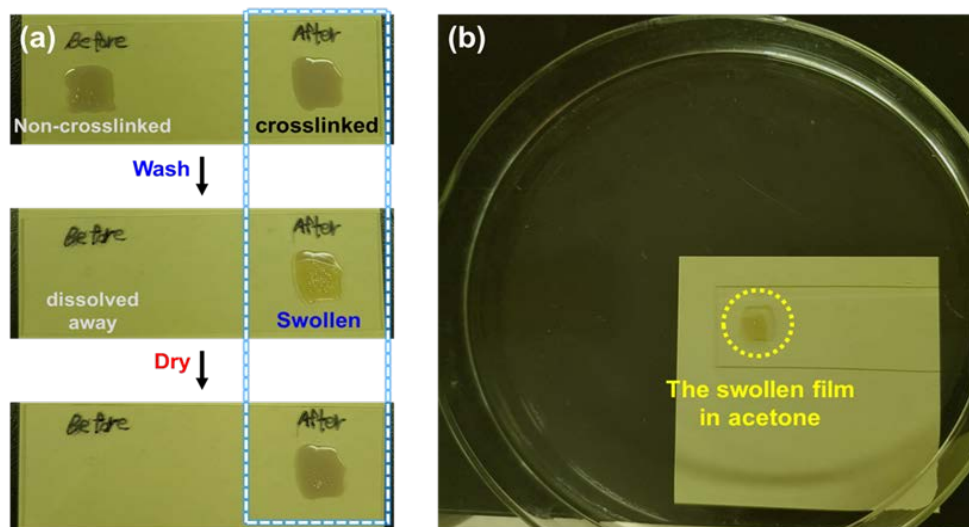 (a)
Before
After
Non-crosslinked
crosslinked
Wash
Before
After
dissolved
away
Swollen
Dry
Before
After
(b)
The swollen film
in acetone